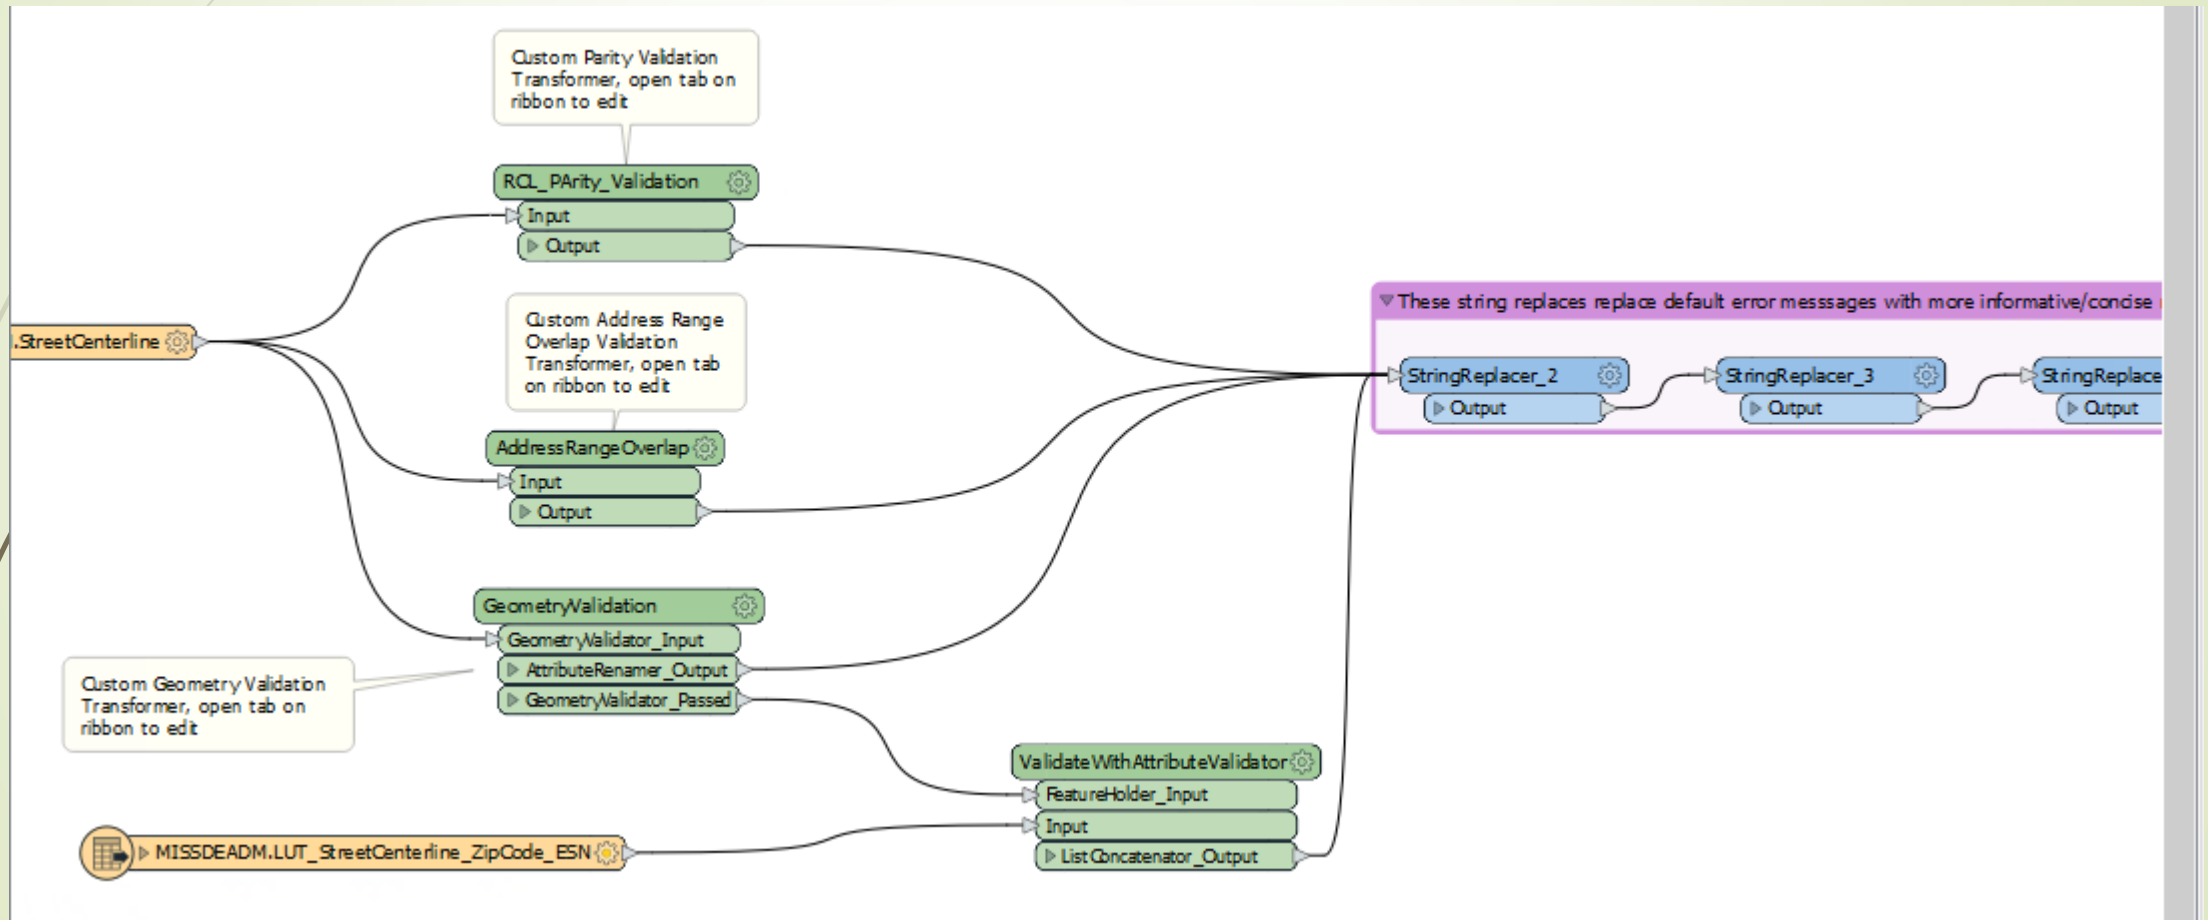 Custom Parity Validation
Transformer, open tab on
ribbon to edit
RCL_PArity_Validation
Input
Output
.StreetCenterline
Custom Address Range
Overlap Validation
Transformer, open tab
on ribbon to edit
These string replaces replace default error messsages with more informative/concise
StringReplacer_2
Output
StringReplacer_3
Output
StringReplace
Output
AddressRangeOverlap
Input
Output
GeometryValidation
GeometryValidator_Input
AttributeRenamer_Output
GeometryValidator_Passed
Custom Geometry Validation
Transformer, open tab on
ribbon to edit
ValidateWithAttributeValidator
FeatureHolder_Input
Input
ListConcatenator_Output
MISSDEADM.LUT_StreetCenterline_ZipCode_ESN